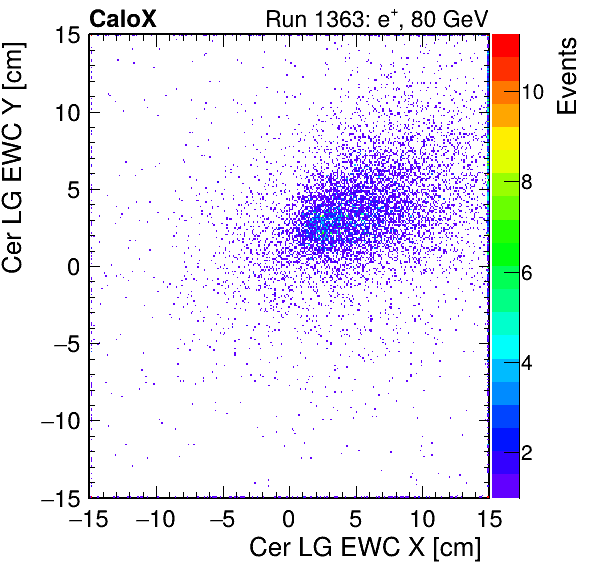 CaloX Run 1363: e⁺, 80 GeV
Cer LG EWC Y [cm]
15
10
5
0
−5
−10
−15
−15 −10 −5 0 5 10 15
Cer LG EWC X [cm]
Events
10
8
6
4
2